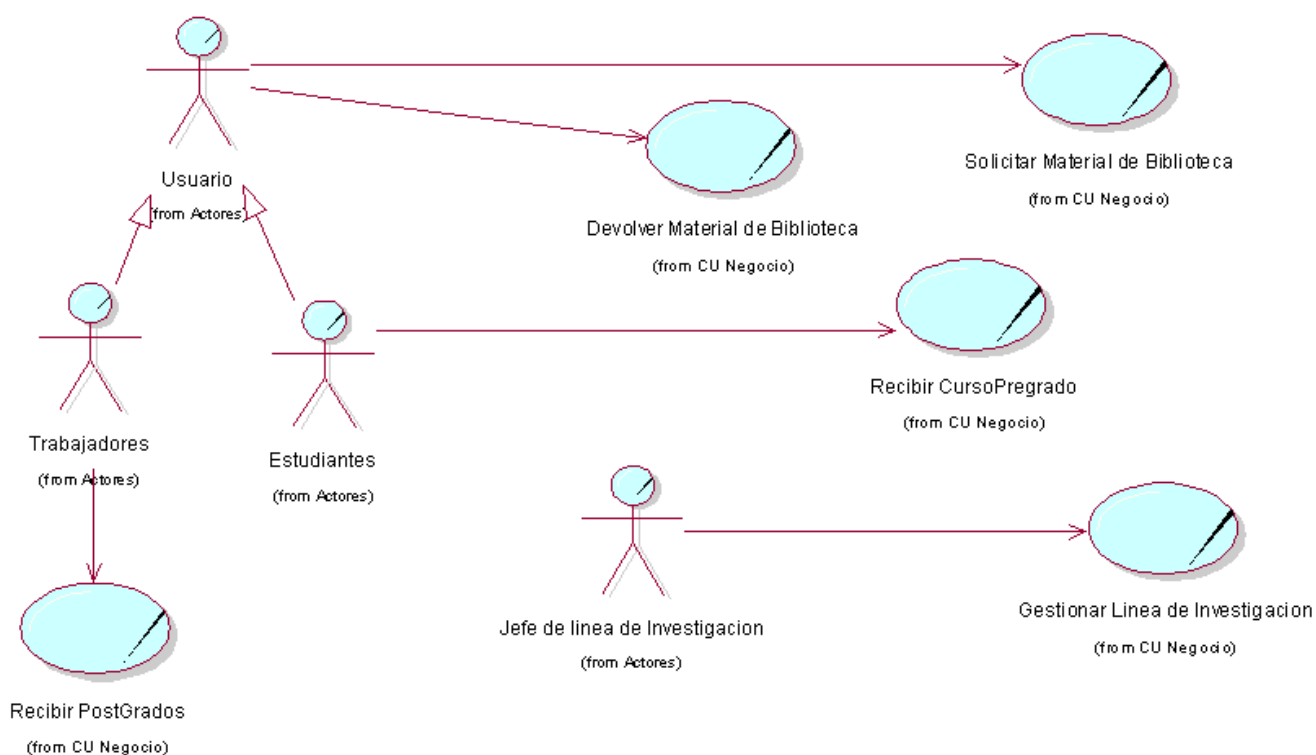 Solicitar Material de Biblioteca
(from CU Negocio)
Usuario
(from Actores)
Devolver Material de Biblioteca
(from CU Negocio)
Recibir CursoPregrado
(from CU Negocio)
Trabajadores
(from Actores)
Estudiantes
(from Actores)
Jefe de linea de Investigacion
(from Actores)
Gestionar Linea de Investigacion
(from CU Negocio)
Recibir PostGrados
(from CU Negocio)